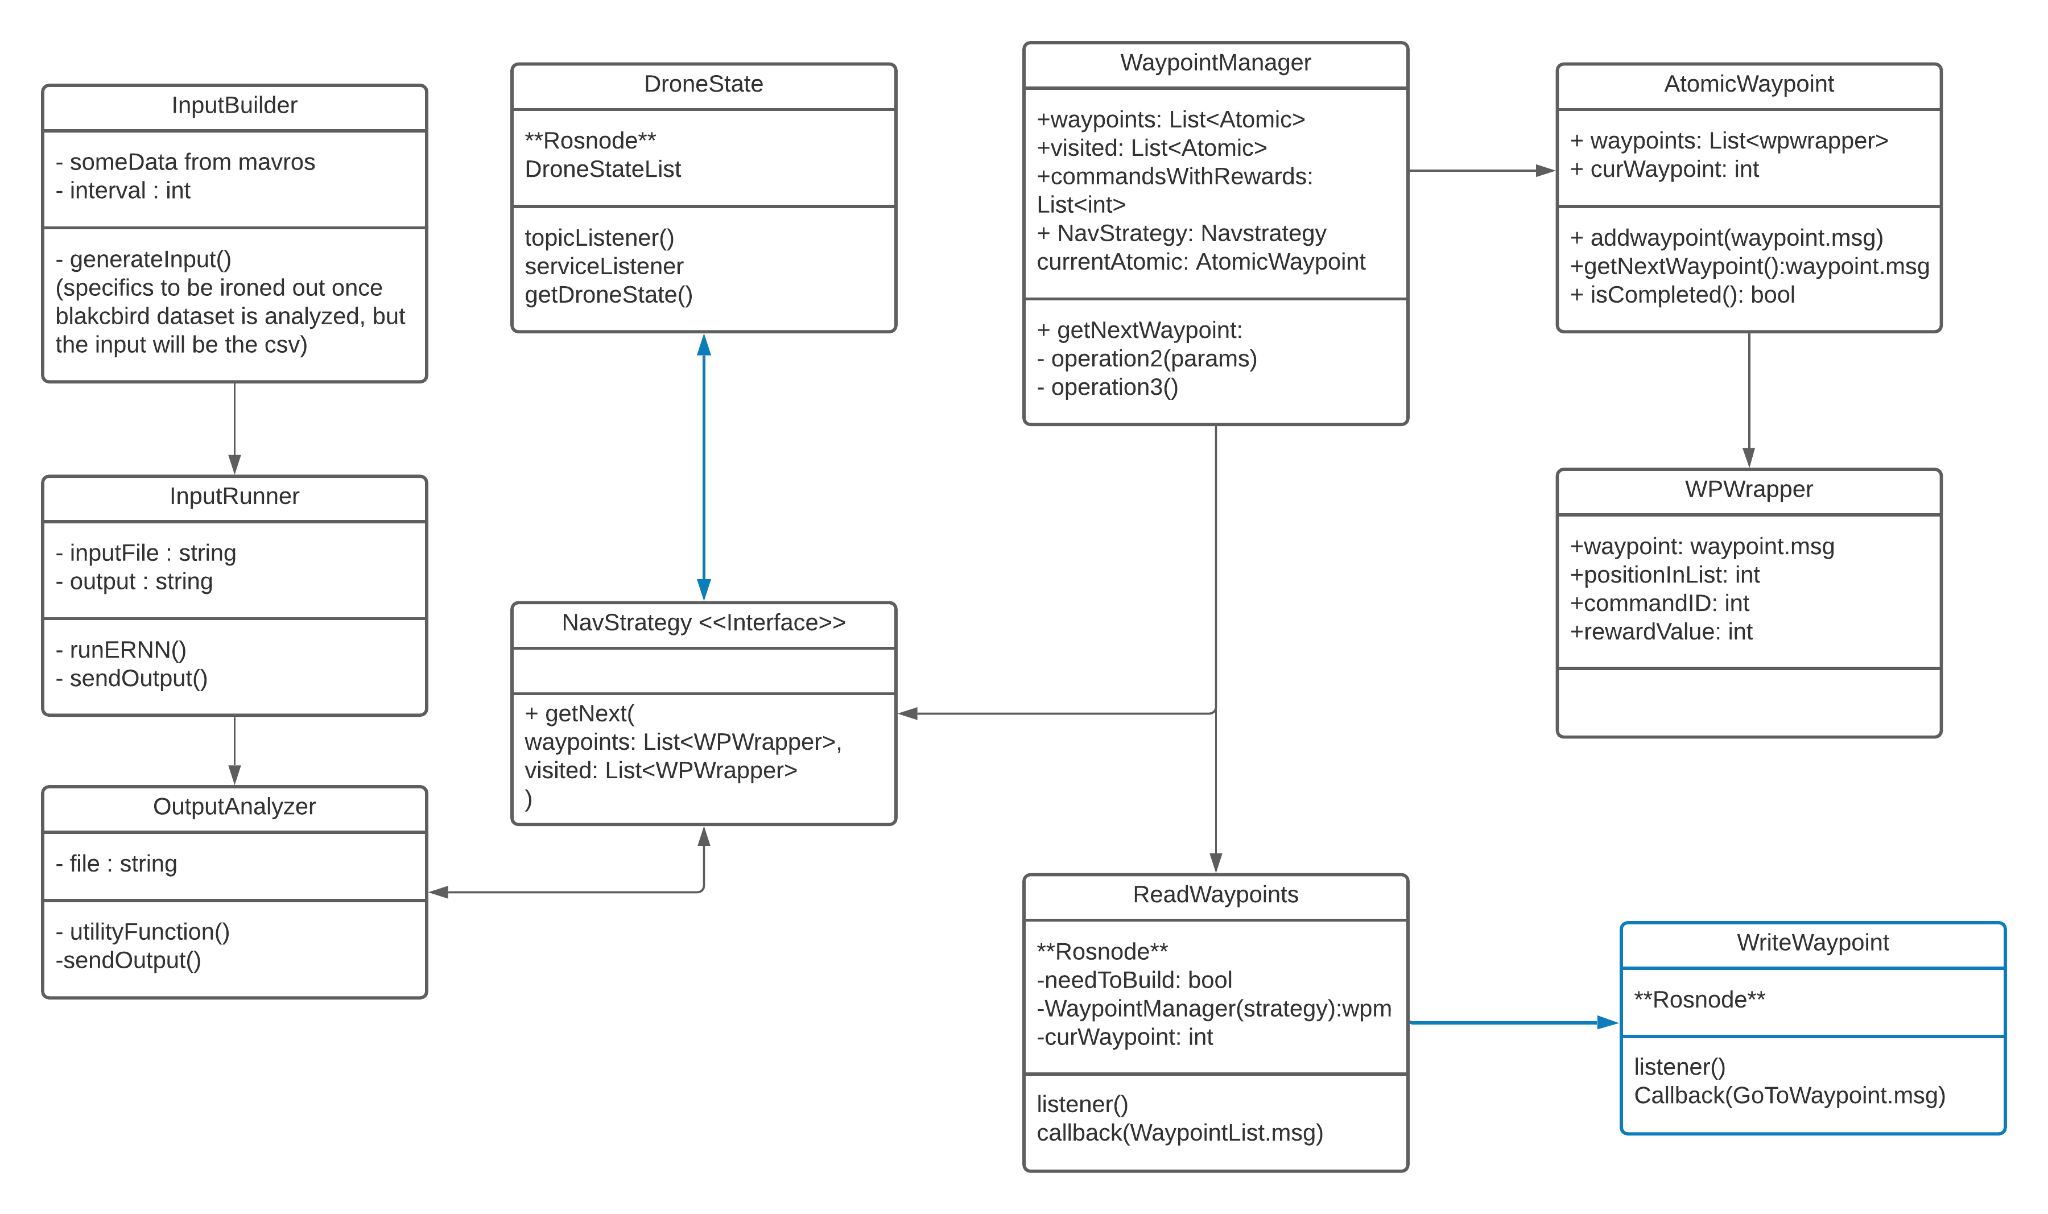 InputBuilder
- someData from mavros
- interval : int
- generateInput()
(specifics to be ironed out once
blakcbird dataset is analyzed, but
the input will be the csv)
InputRunner
- inputFile : string
- output : string
- runERNN()
- sendOutput()
OutputAnalyzer
- file : string
- utilityFunction()
-sendOutput()
DroneState
**Rosnode**
DroneStateList
topicListener()
serviceListener
getDroneState()
NavStrategy <<Interface>>
+ getNext(
waypoints: List<WPWrapper>,
visited: List<WPWrapper>
)
WaypointManager
+waypoints: List<Atomic>
+visited: List<Atomic>
+commandsWithRewards:
List<int>
+ NavStrategy: Navstrategy
currentAtomic: AtomicWaypoint
+ getNextWaypoint:
- operation2(params)
- operation3()
ReadWaypoints
**Rosnode**
-needToBuild: bool
-WaypointManager(strategy):wpm
-curWaypoint: int
listener()
callback(WaypointList.msg)
AtomicWaypoint
+ waypoints: List<wpwrapper>
+ curWaypoint: int
+ addwaypoint(waypoint.msg)
+getNextWaypoint():waypoint.msg
+ isCompleted(): bool
WPWrapper
+waypoint: waypoint.msg
+positionInList: int
+commandID: int
+rewardValue: int
WriteWaypoint
**Rosnode**
listener()
Callback(GoToWaypoint.msg)